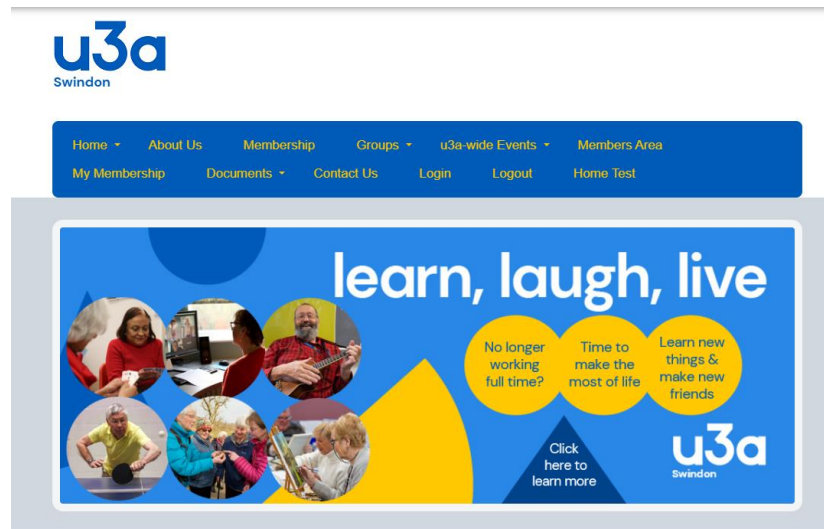 u3a
Swindon
Home About Us Membership Groups u3a-wide Events Members Area
My Membership Documents Contact Us Login Logout Home Test
learn, laugh, live
No longer
working
full time?
Time to
make the
most of life
Learn new
things &
make new
friends
Click
here to
learn more
u3a
Swindon